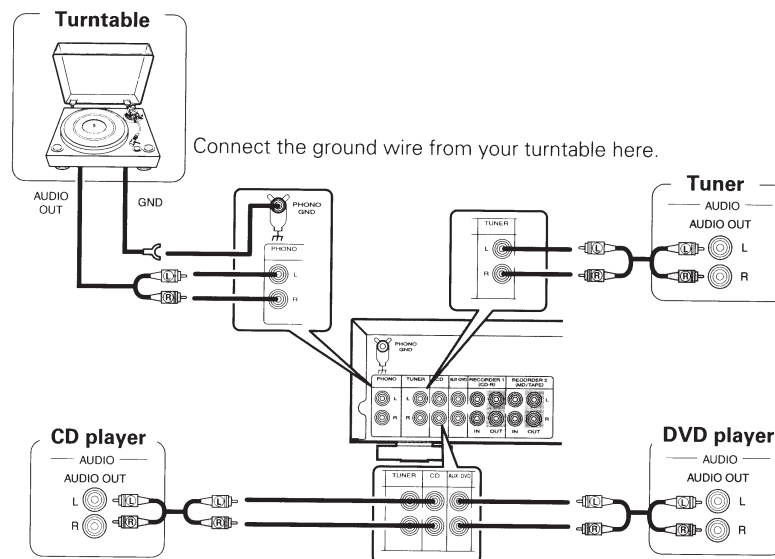 Turntable
Connect the ground wire from your turntable here.
AUDIO
OUT
GND
PHONO
GND
PHONO
L
R
L
R
TUNER
L
R
L
R
Tuner
AUDIO
AUDIO OUT
L
R
L
R
PHONO
GND
PHONO
TUNER
CD
AUX/DVD
RECORDER 1
(CD-R)
RECORDER 2
(MD/TAPE)
L
L
L
R
R
R
IN
OUT
IN
OUT
CD player
AUDIO
AUDIO OUT
L
R
L
R
L
R
TUNER
CD
AUX/DVD
L
R
DVD player
AUDIO
AUDIO OUT
L
R
L
R